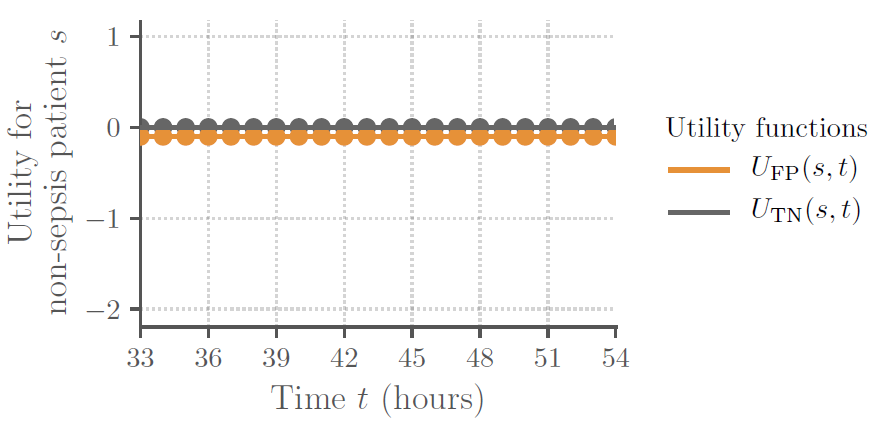 Utility for
non-sepsis patient s
1
0
−1
−2
33 36 39 42 45 48 51 54
Time t (hours)
Utility functions
U_FP(s, t)
U_TN(s, t)